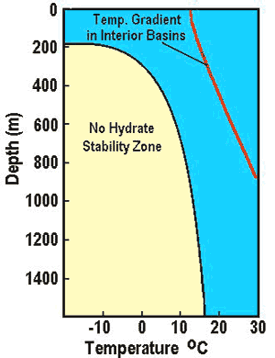 0
Temp. Gradient
in Interior Basins
200
400
600
No Hydrate
Stability Zone
800
1000
1200
1400
Depth (m)
-10 0 10 20 30
Temperature ºC